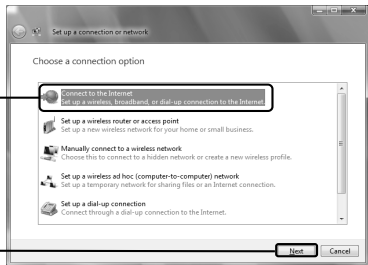 Set up a connection or network
Choose a connection option
Connect to the Internet
Set up a wireless, broadband, or dial-up connection to the Internet.
Set up a wireless router or access point
Set up a new wireless network for your home or small business.
Manually connect to a wireless network
Choose this to connect to a hidden network or create a new wireless profile.
Set up a wireless ad hoc (computer-to-computer) network
Set up a temporary network for sharing files or an Internet connection.
Set up a dial-up connection
Connect through a dial-up connection to the Internet.
Next Cancel